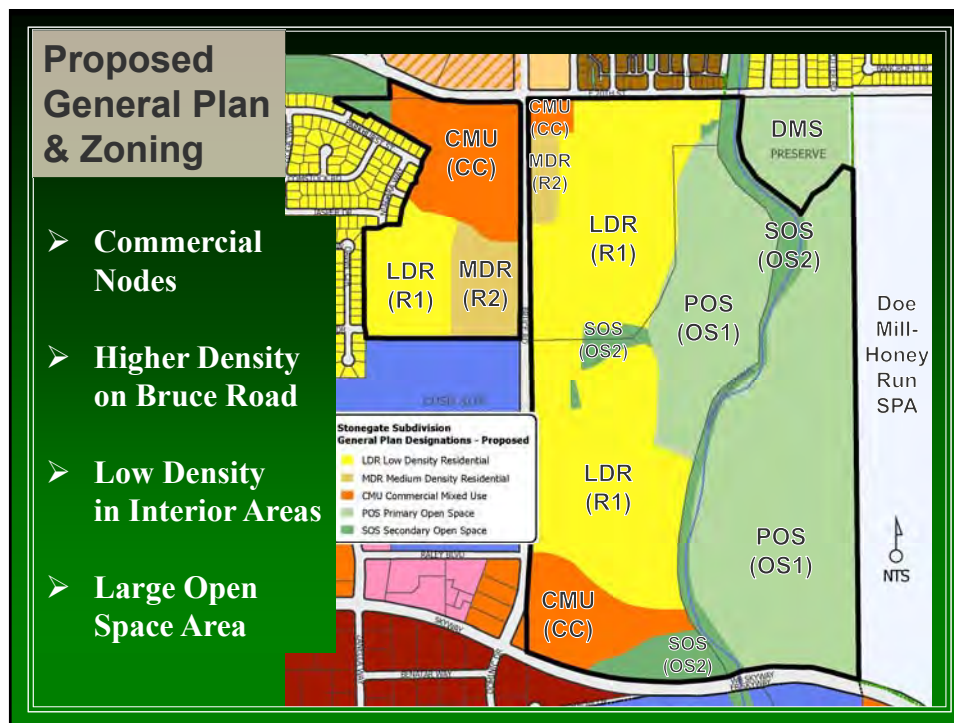 Proposed
General Plan
& Zoning
➢ Commercial
Nodes
➢ Higher Density
on Bruce Road
➢ Low Density
in Interior Areas
➢ Large Open
Space Area
E 20TH ST
CMU
(CC)
CMU
(CC)
MDR
(R2)
DMS
PRESERVE
LDR
(R1)
SOS
(OS2)
LDR
(R1)
MDR
(R2)
POS
(OS1)
SOS
(OS2)
Doe
Mill-
Honey
Run
SPA
Stonegate Subdivision
General Plan Designations - Proposed
LDR Low Density Residential
MDR Medium Density Residential
CMU Commercial Mixed Use
POS Primary Open Space
SOS Secondary Open Space
LDR
(R1)
POS
(OS1)
NTS
RALEY BLVD
CMU
(CC)
SKYWAY
SOS
(OS2)